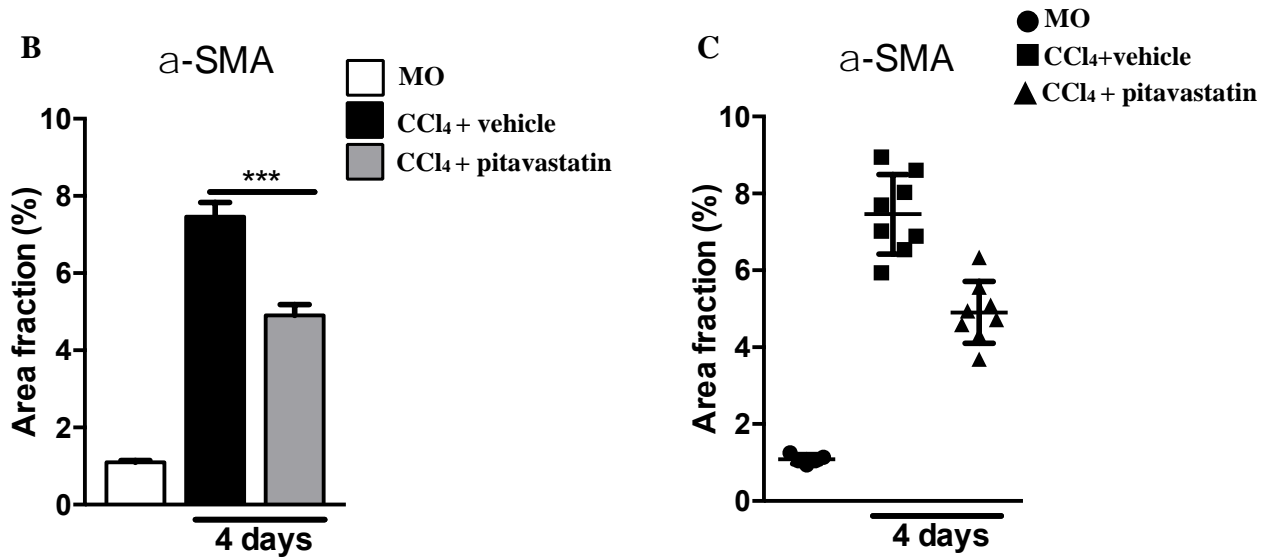 B
a-SMA
MO
CCl₄ + vehicle
CCl₄ + pitavastatin
Area fraction (%)
10
8
6
4
2
0
***
4 days
C
a-SMA
MO
CCl₄+vehicle
CCl₄ + pitavastatin
Area fraction (%)
10
8
6
4
2
0
4 days